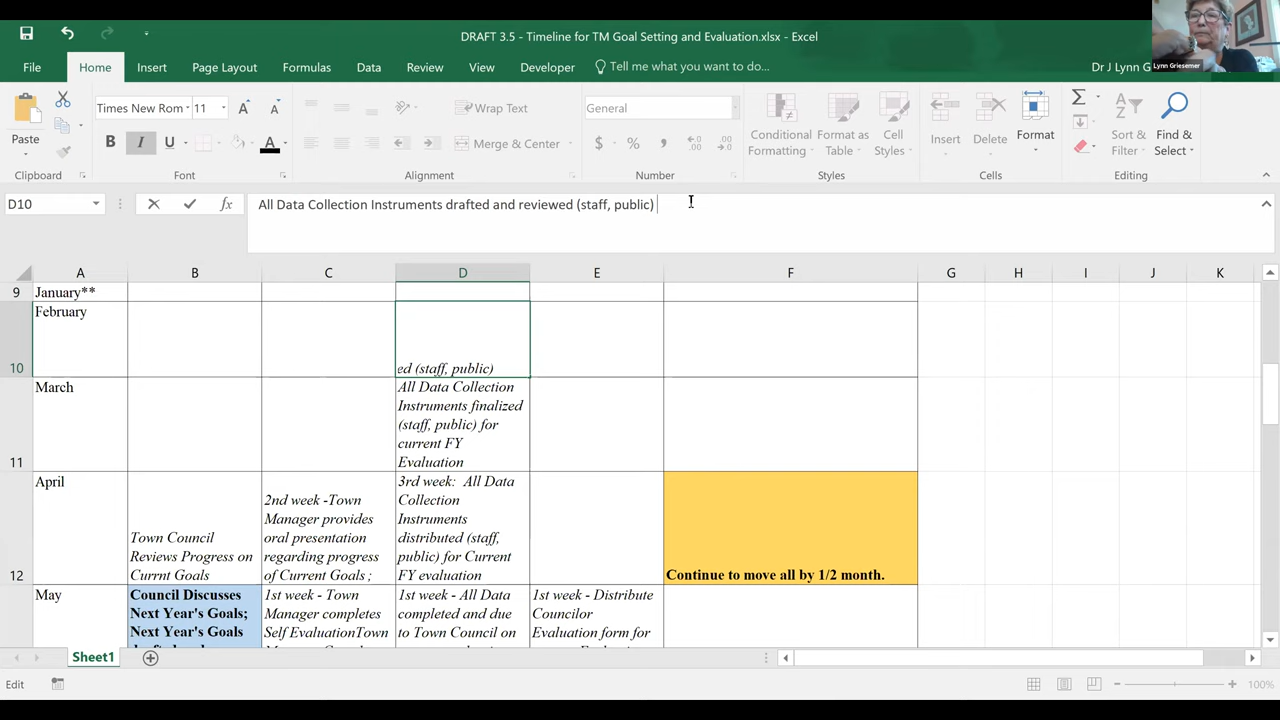 DRAFT 3.5 - Timeline for TM Goal Setting and Evaluation.xlsx - Excel
Lynn Griesemer
File Home Insert Page Layout Formulas Data Review View Developer Tell me what you want to do... Dr J Lynn G
Times New Rom 11 Wrap Text General
Paste B I U Merge & Center $ % Conditional Formatting Format as Table Cell Styles Insert Delete Format Sort & Filter Find & Select
Clipboard Font Alignment Number Styles Cells Editing
D10 fx All Data Collection Instruments drafted and reviewed (staff, public)
A B C D E F G H I J K
9 January**
10 February
ed (staff, public)
11 March
All Data Collection
Instruments finalized
(staff, public) for
current FY
Evaluation
12 April
Town Council
Reviews Progress on
Currnt Goals
2nd week -Town
Manager provides
oral presentation
regarding progress
of Current Goals ;
3rd week: All Data
Collection
Instruments
distributed (staff,
public) for Current
FY evaluation
Continue to move all by 1/2 month.
May
Council Discusses
Next Year's Goals;
Next Year's Goals
1st week - Town
Manager completes
Self EvaluationTown
1st week - All Data
completed and due
to Town Council on
1st week - Distribute
Councilor
Evaluation form for
Sheet1
Edit 100%